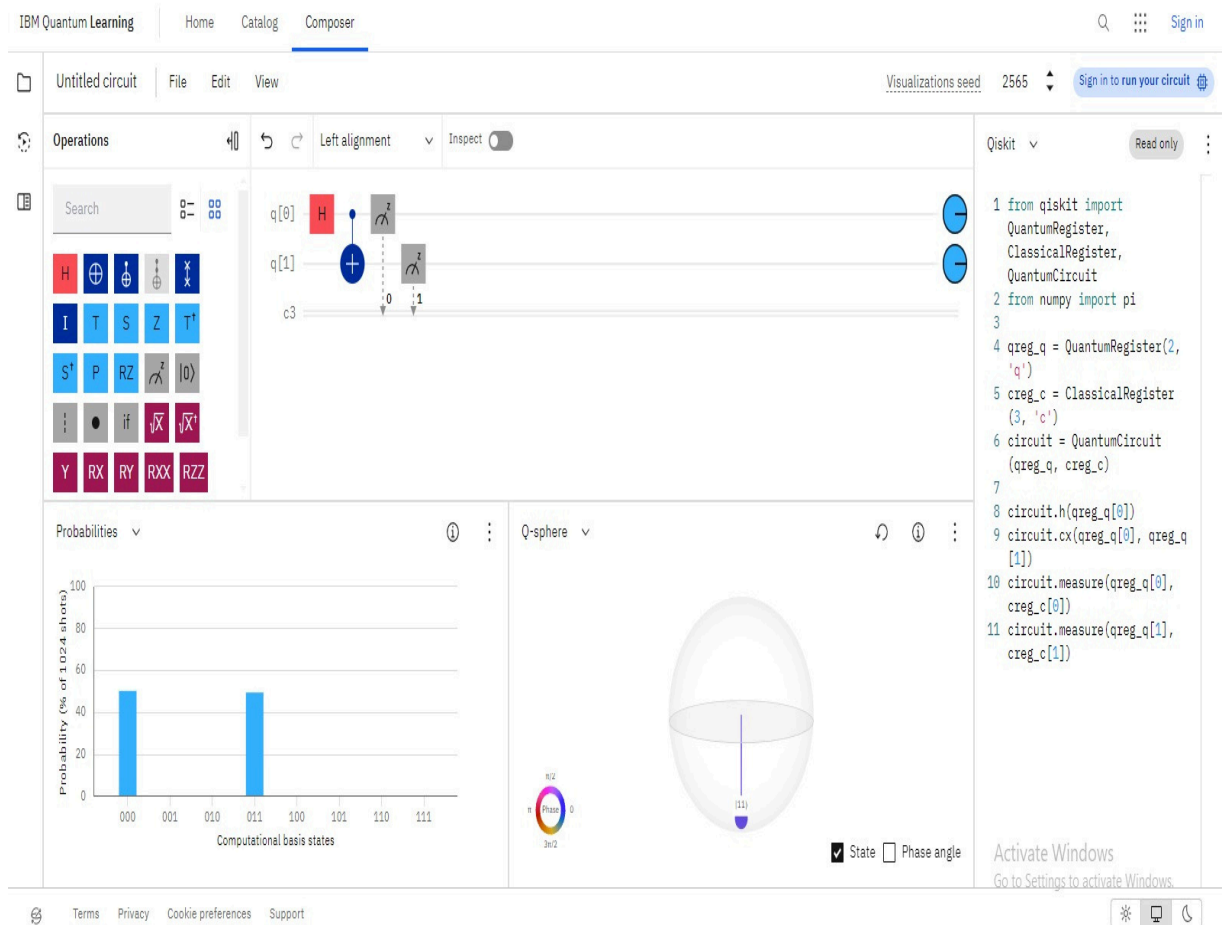 IBM Quantum Learning Home Catalog Composer Sign in
Untitled circuit File Edit View Visualizations seed 2565 Sign in to run your circuit
Operations Left alignment Inspect
Search
H
I T S Z T†
S† P RZ z |0⟩
if √X √X†
Y RX RY RXX RZZ
q[0] H z
q[1] + z
0 1
c3
Qiskit Read only
1 from qiskit import
QuantumRegister,
ClassicalRegister,
QuantumCircuit
2 from numpy import pi
3
4 qreg_q = QuantumRegister(2,
'q')
5 creg_c = ClassicalRegister
(3, 'c')
6 circuit = QuantumCircuit
(qreg_q, creg_c)
7
8 circuit.h(qreg_q[0])
9 circuit.cx(qreg_q[0], qreg_q
[1])
10 circuit.measure(qreg_q[0],
creg_c[0])
11 circuit.measure(qreg_q[1],
creg_c[1])
Probabilities
Probability (% of 1024 shots)
100
80
60
40
20
0
000 001 010 011 100 101 110 111
Computational basis states
Q-sphere
|11⟩
π/2
π Phase 0
3π/2
State Phase angle
Activate Windows
Go to Settings to activate Windows.
Terms Privacy Cookie preferences Support